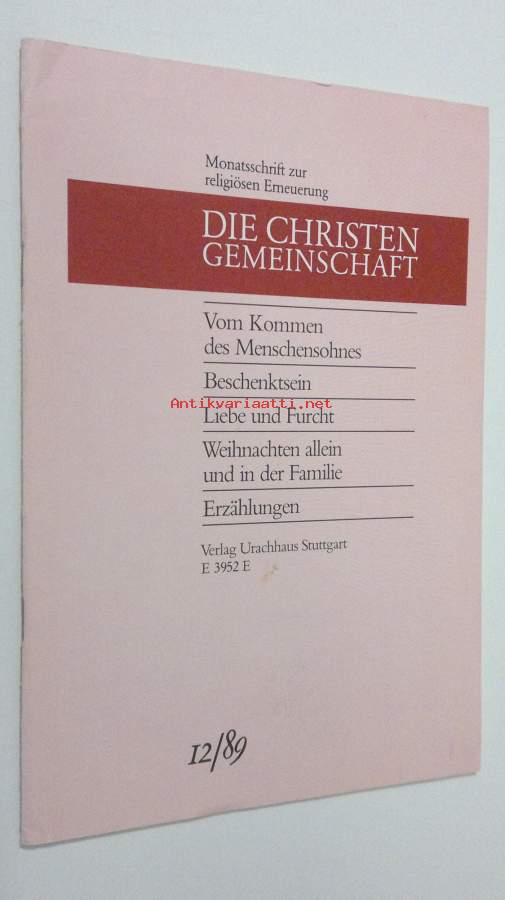 Monatsschrift zur
religiösen Erneuerung
DIE CHRISTEN
GEMEINSCHAFT
Vom Kommen
des Menschensohnes
Beschenktsein
Antikvariaatti.net
Liebe und Furcht
Weihnachten allein
und in der Familie
Erzählungen
Verlag Urachhaus Stuttgart
E 3952 E
12/89